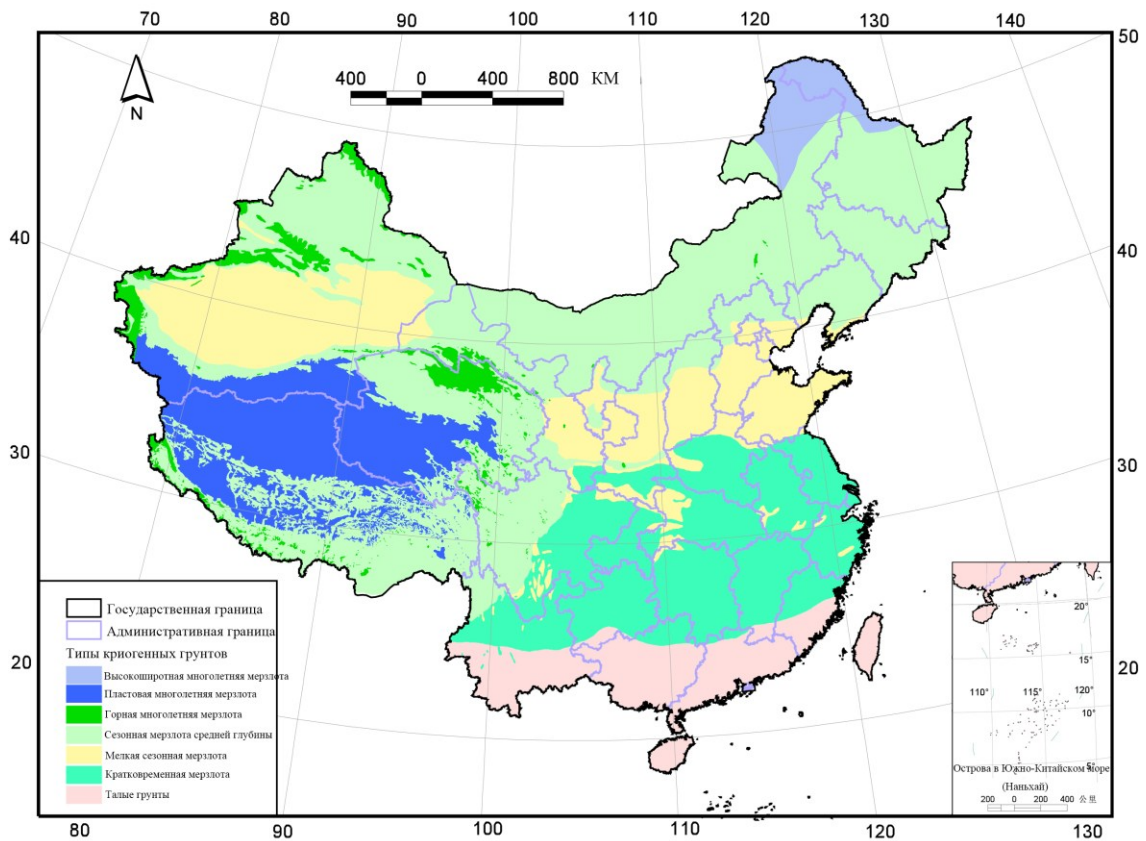 70 80 90 100 110 120 130 140 50
400 0 400 800 КМ
N
40
40
30
30
20
20
80 90 100 110 120 130
Государственная граница
Административная граница
Типы криогенных грунтов
Высокоширотная многолетняя мерзлота
Пластовая многолетняя мерзлота
Горная многолетняя мерзлота
Сезонная мерзлота средней глубины
Мелкая сезонная мерзлота
Кратковременная мерзлота
Талые грунты
20°
15°
110° 115° 120°
10°
5°
Острова в Южно-Китайском море
(Наньхай)
200 0 200 400 公里